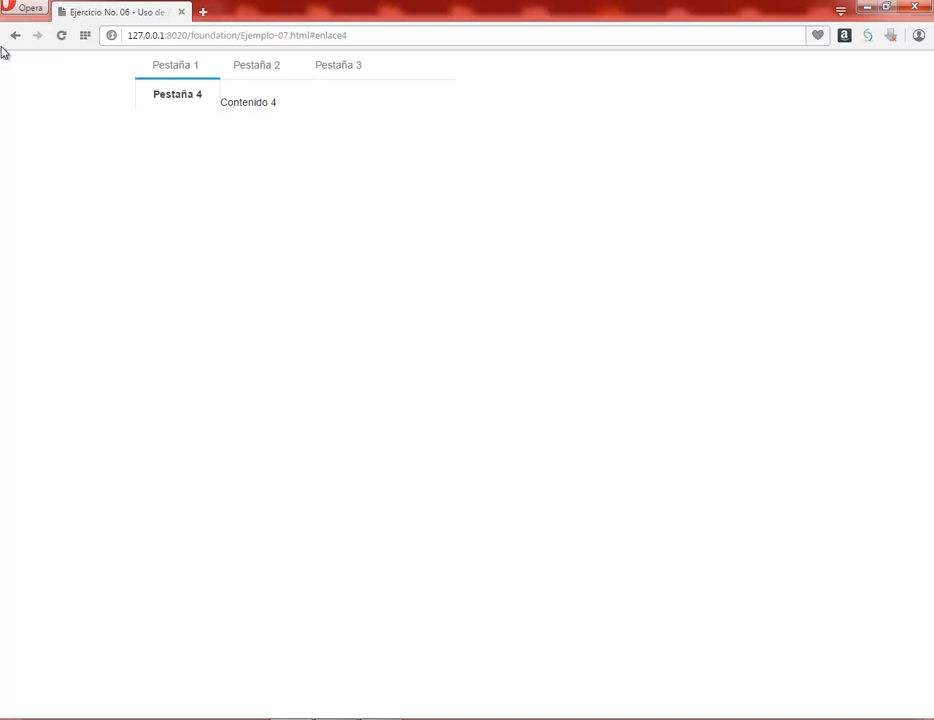 Opera
Ejercicio No. 06 - Uso de
127.0.0.1:8020/foundation/Ejemplo-07.html#enlace4
Pestaña 1 Pestaña 2 Pestaña 3
Pestaña 4
Contenido 4